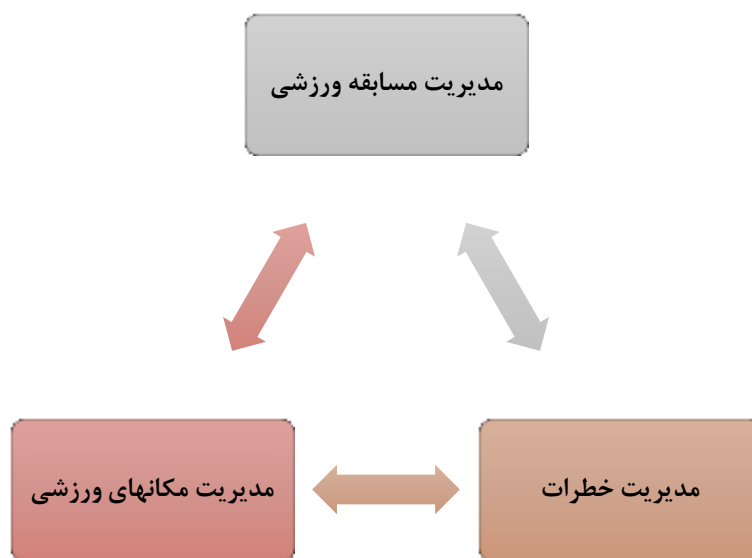 مدیریت مسابقه ورزشی
مدیریت خطرات
مدیریت مکانهای ورزشی